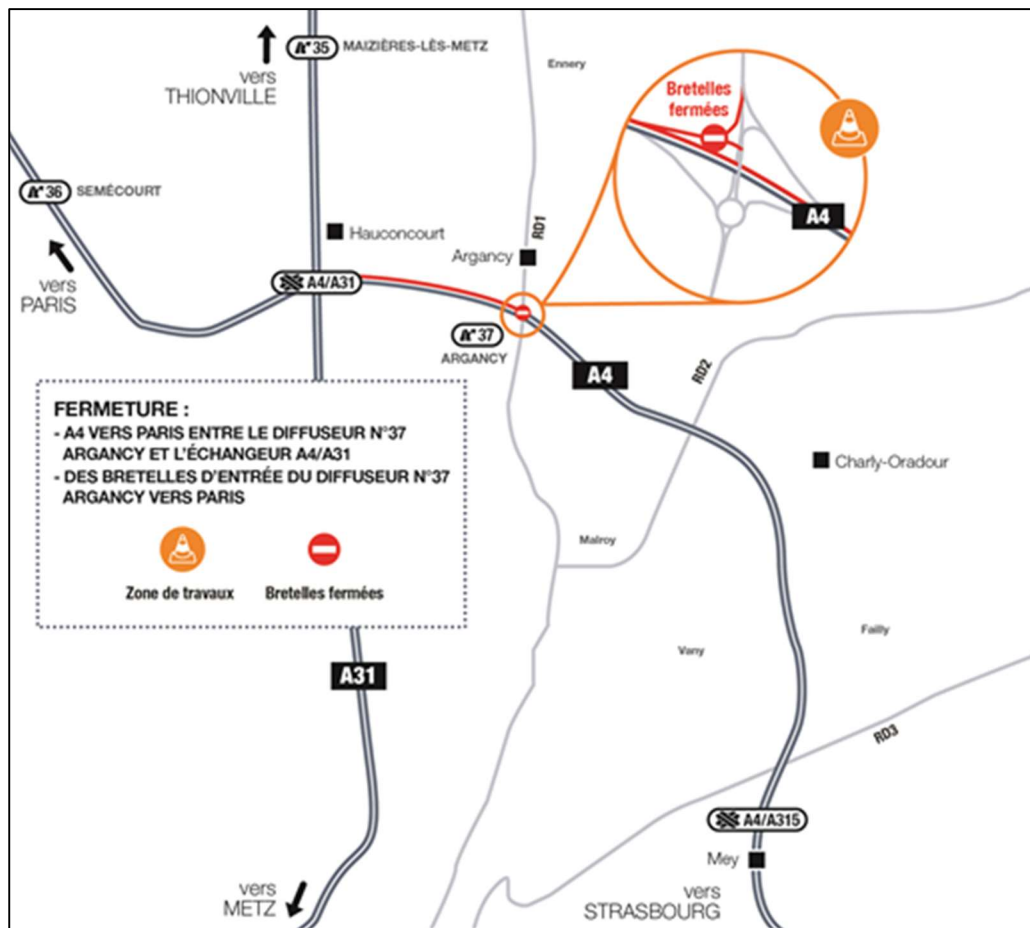 35 MAIZIÈRES-LÈS-METZ
vers
THIONVILLE
Ennery
Bretelles
fermées
36 SEMÉCOURT
A4
RD1
Hauconcourt
Argancy
vers
PARIS
A4/A31
37
ARGANCY
A4
RD2
FERMETURE :
- A4 VERS PARIS ENTRE LE DIFFUSEUR N°37
ARGANCY ET L'ÉCHANGEUR A4/A31
- DES BRETELLES D'ENTRÉE DU DIFFUSEUR N°37
ARGANCY VERS PARIS
Zone de travaux
Bretelles fermées
Charly-Oradour
Malroy
Failly
Vany
A31
RD3
A4/A315
Mey
vers
METZ
vers
STRASBOURG